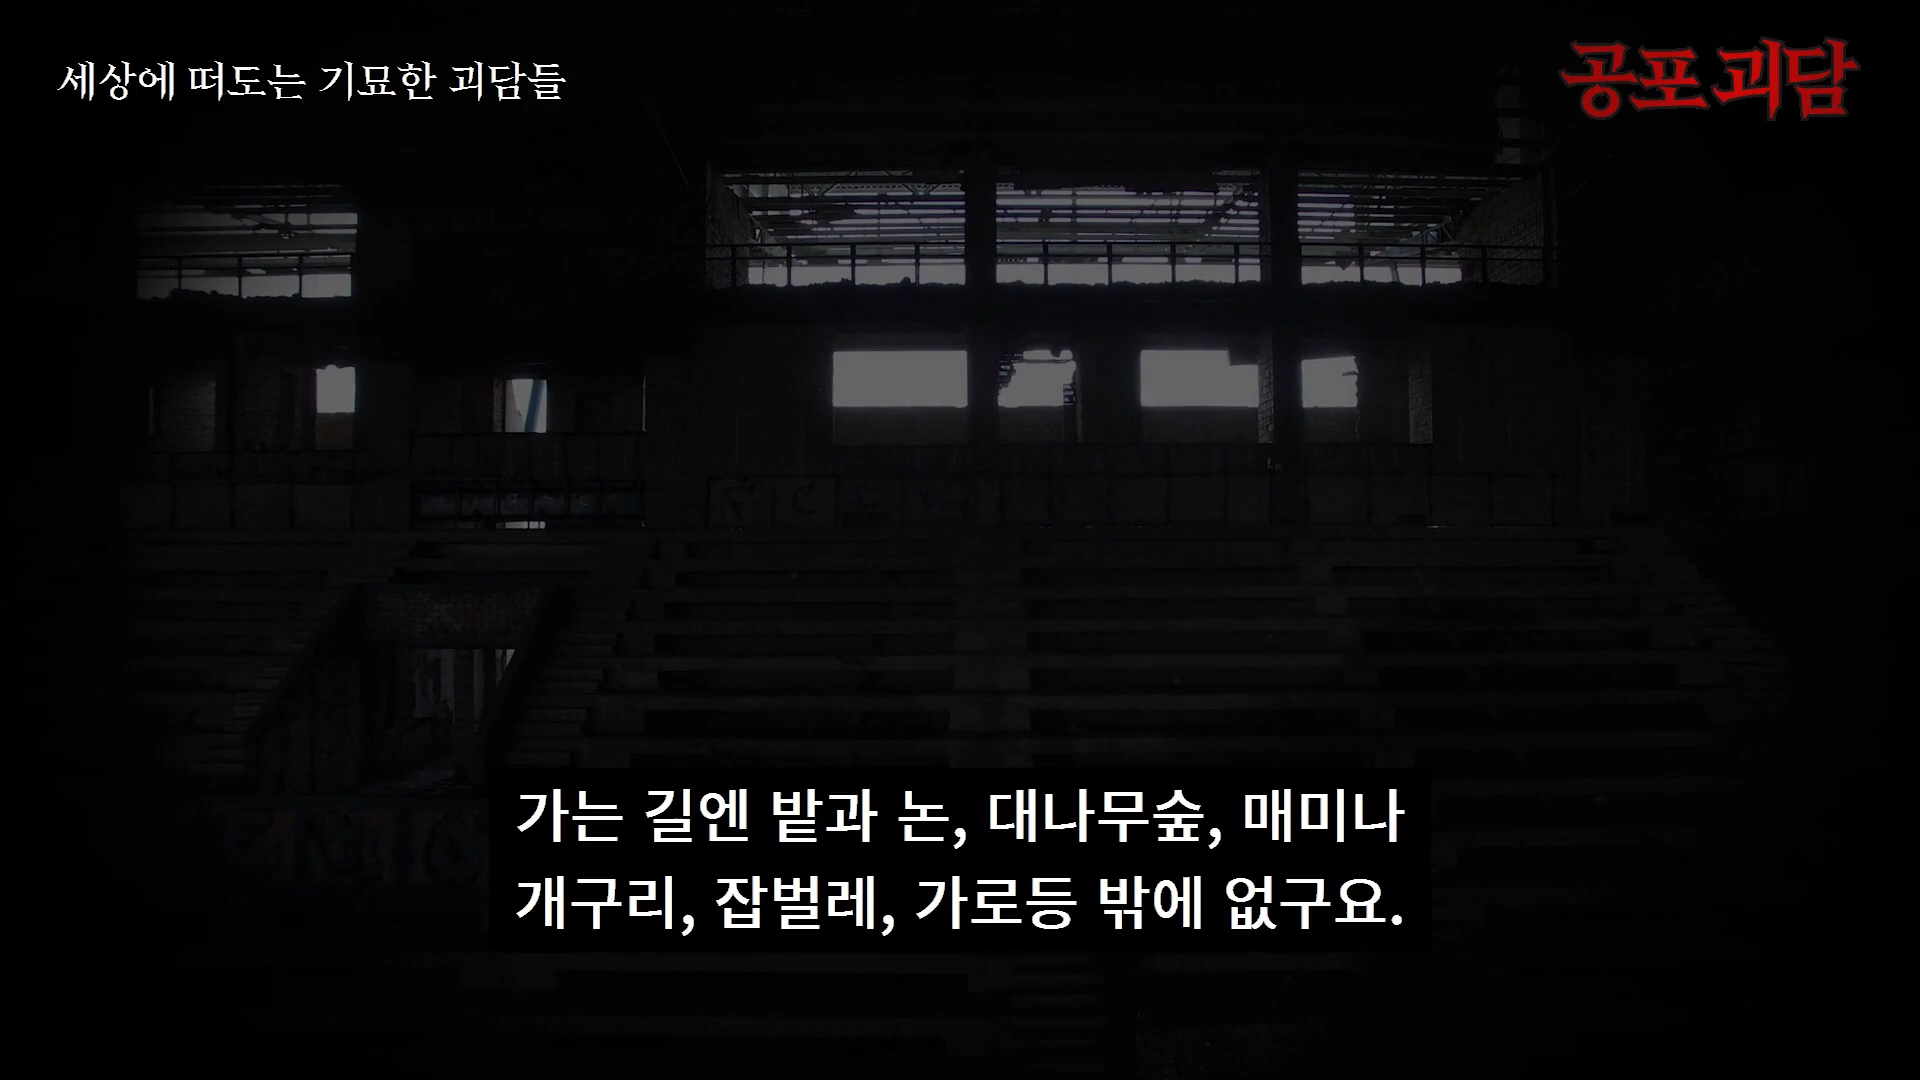 세상에 떠도는 기묘한 괴담들
공포 괴담
가는 길엔 밭과 논, 대나무숲, 매미나
개구리, 잡벌레, 가로등 밖에 없구요.